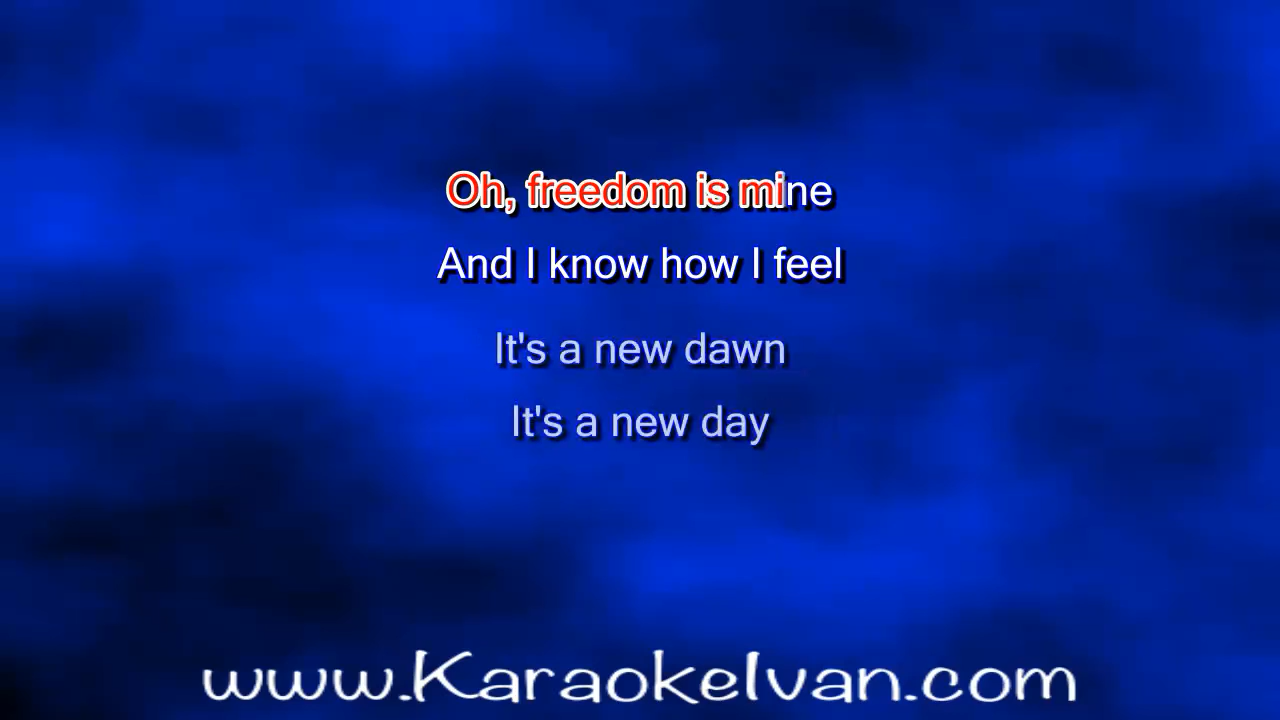 Oh, freedom is mine
And I know how I feel
It's a new dawn
It's a new day
www.KaraokeIvan.com